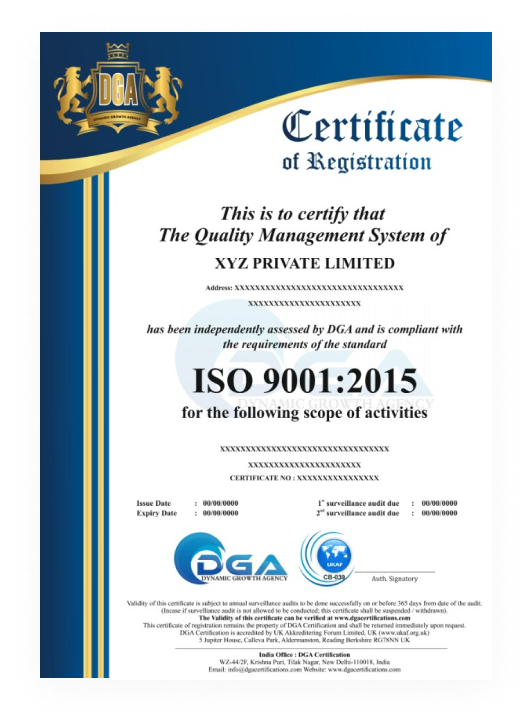 DGA
DYNAMIC GROWTH AGENCY
Certificate
of Registration
This is to certify that
The Quality Management System of
XYZ PRIVATE LIMITED
Address: XXXXXXXXXXXXXXXXXXXXXXXXXXXXXXXXX
XXXXXXXXXXXXXXXXXXXXXX
has been independently assessed by DGA and is compliant with
the requirements of the standard
DGA
ISO 9001:2015
DYNAMIC GROWTH AGENCY
for the following scope of activities
XXXXXXXXXXXXXXXXXXXXXXXXXXXXXXXXX
XXXXXXXXXXXXXXXXXXXXXX
CERTIFICATE NO : XXXXXXXXXXXXXXXX
Issue Date : 00/00/0000 1st surveillance audit due : 00/00/0000
Expiry Date : 00/00/0000 2nd surveillance audit due : 00/00/0000
DGA
DYNAMIC GROWTH AGENCY
UKAF
CB-039
Auth. Signatory
Validity of this certificate is subject to annual surveillance audits to be done successfully on or before 365 days from date of the audit.
(Incase if surveillance audit is not allowed to be conducted; this certificate shall be suspended / withdrawn).
The Validity of this certificate can be verified at www.dgacertifications.com
This certificate of registration remains the property of DGA Certification and shall be returned immediately upon request.
DGA Certification is accredited by UK Akkreditering Forum Limited, UK (www.ukaf.org.uk)
5 Jupiter House, Calleva Park, Aldermanston, Reading Berkshire RG78NN UK
India Office : DGA Certification
WZ-44/2F, Krishna Puri, Tilak Nagar, New Delhi-110018, India
Email: info@dgacertifications.com Website: www.dgacertifications.com